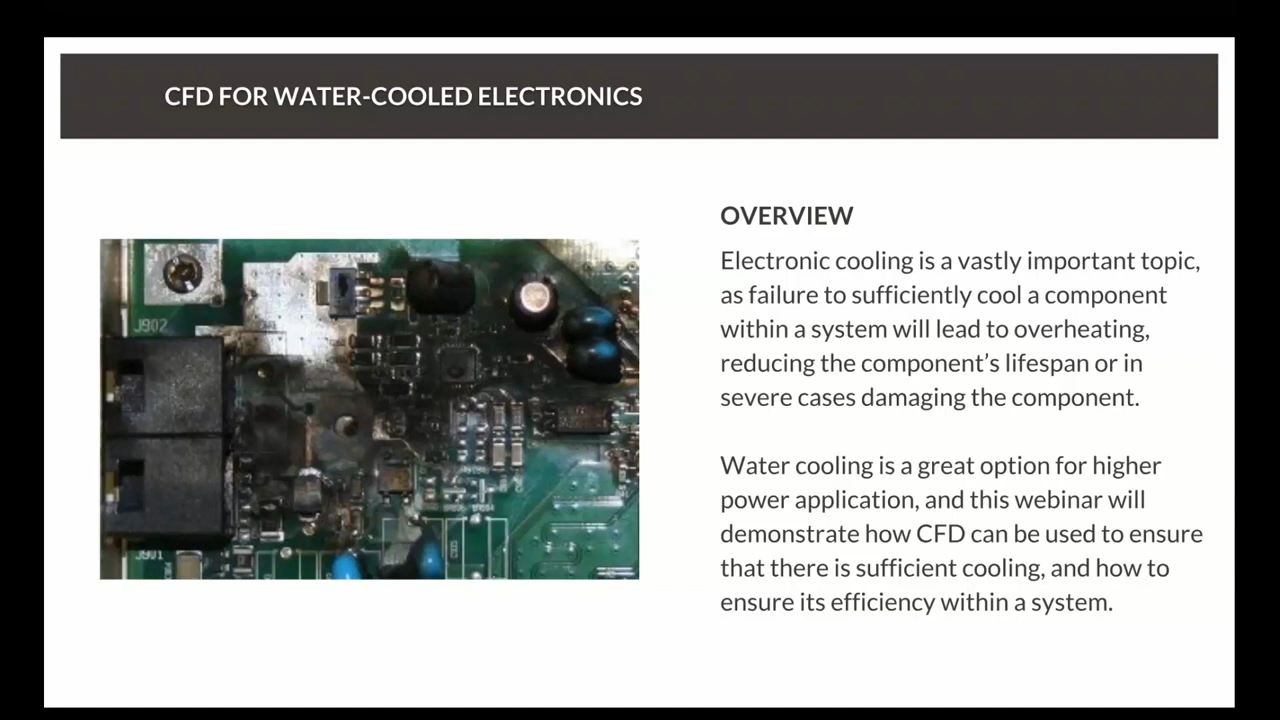 CFD FOR WATER-COOLED ELECTRONICS
OVERVIEW
Electronic cooling is a vastly important topic,
as failure to sufficiently cool a component
within a system will lead to overheating,
reducing the component’s lifespan or in
severe cases damaging the component.
Water cooling is a great option for higher
power application, and this webinar will
demonstrate how CFD can be used to ensure
that there is sufficient cooling, and how to
ensure its efficiency within a system.
J902
J901